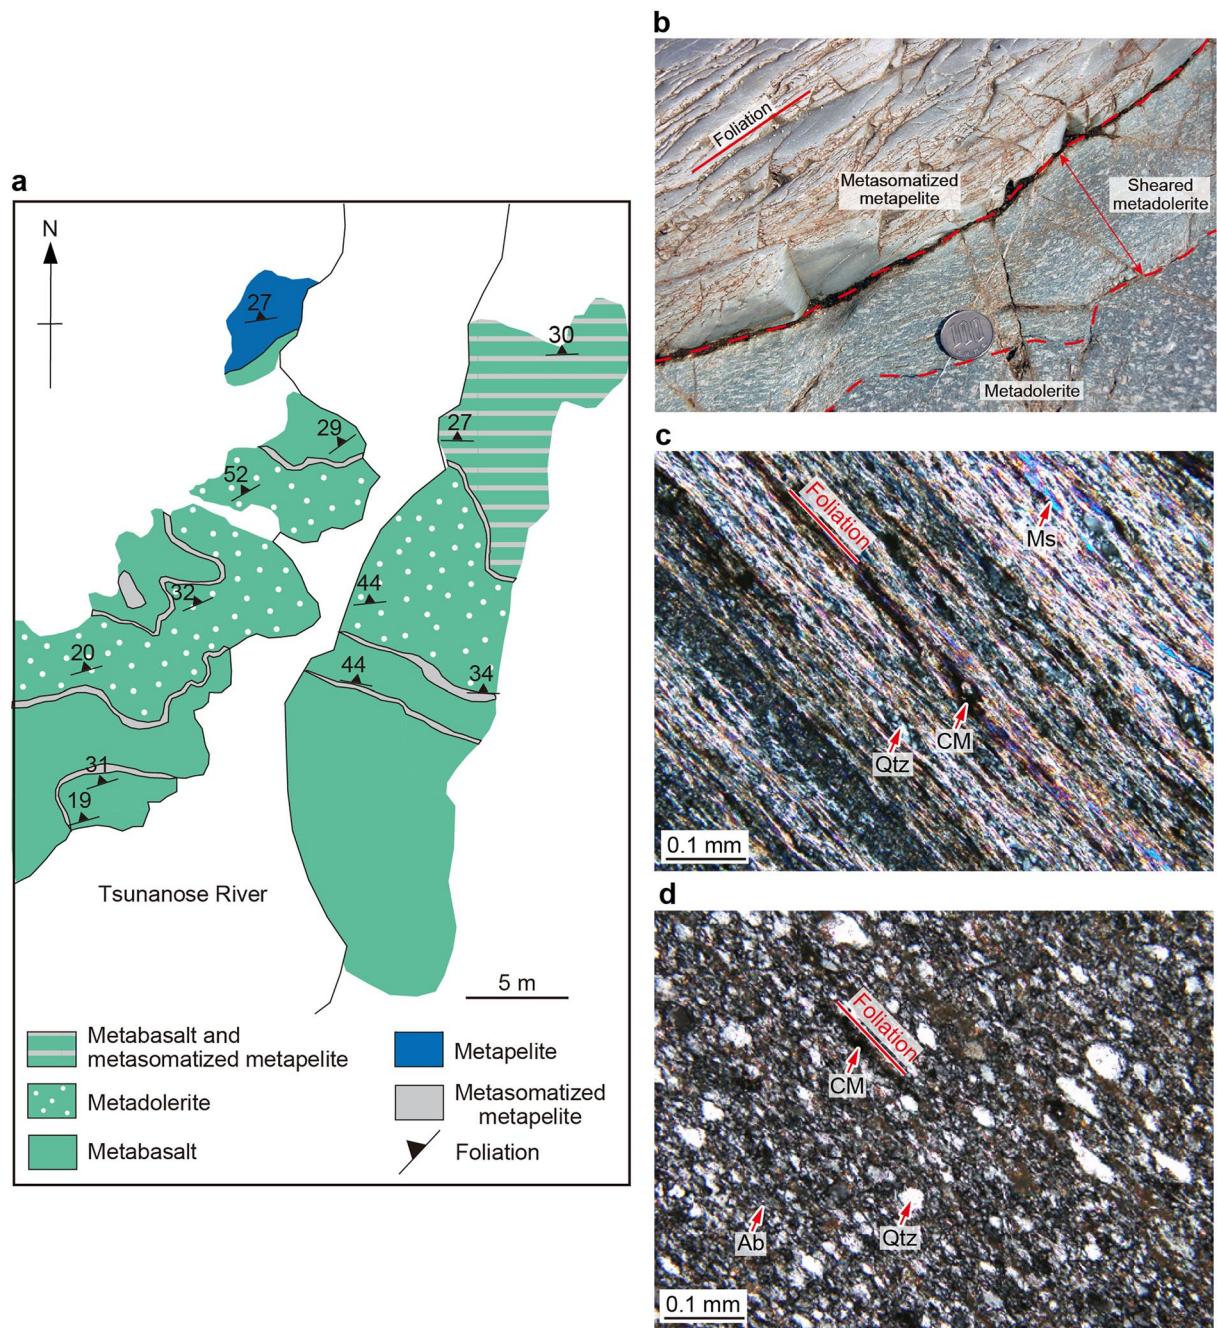 a
N
27
30
29
27
52
44
32
20
44
34
31
19
Tsunanose River
5 m
Metabasalt and
metasomatized metapelite
Metadolerite
Metabasalt
Metapelite
Metasomatized
metapelite
Foliation
b
Foliation
Metasomatized
metapelite
Sheared
metadolerite
100
Metadolerite
c
Foliation
Ms
CM
Qtz
0.1 mm
d
Foliation
CM
Ab
Qtz
0.1 mm